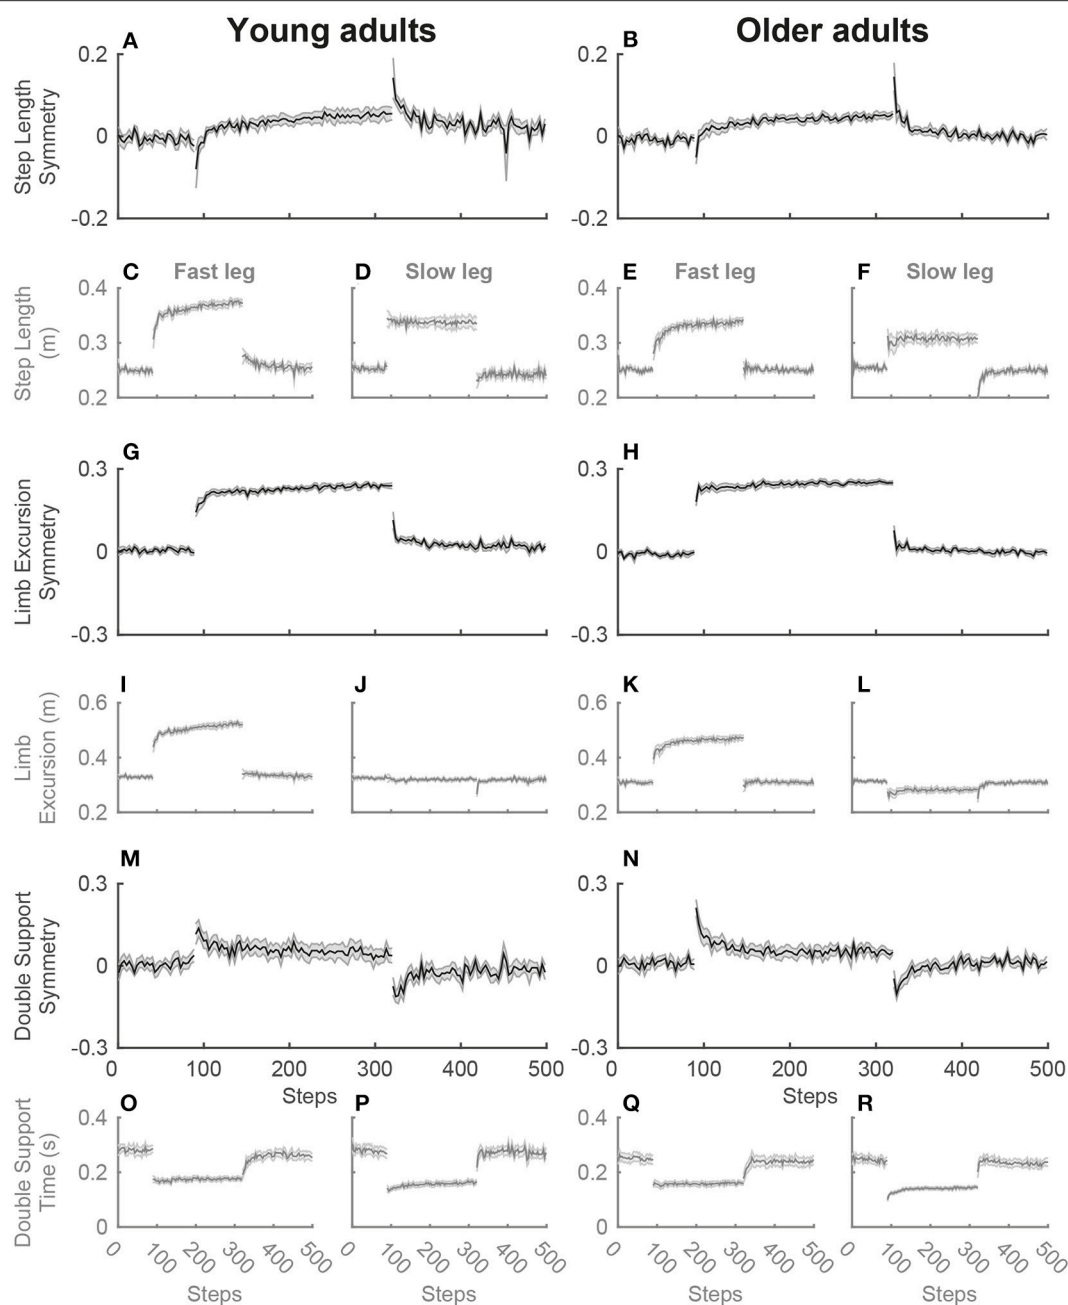 Young adults
Older adults
A
B
0.2
0
-0.2
Step Length
Symmetry
0.2
0
-0.2
C
Fast leg
D
Slow leg
E
Fast leg
F
Slow leg
0.4
0.3
0.2
Step Length
(m)
0.4
0.3
0.2
G
H
0.3
0
-0.3
Limb Excursion
Symmetry
0.3
0
-0.3
I
J
K
L
0.6
0.4
0.2
Limb
Excursion (m)
0.6
0.4
0.2
M
N
0.3
0
-0.3
Double Support
Symmetry
0.3
0
-0.3
0 100 200 300 400 500
0 100 200 300 400 500
Steps
Steps
O
P
Q
R
0.4
0.2
0
Double Support
Time (s)
0.4
0.2
0
0 100 200 300 400 500
0 100 200 300 400 500
0 100 200 300 400 500
0 100 200 300 400 500
Steps
Steps
Steps
Steps